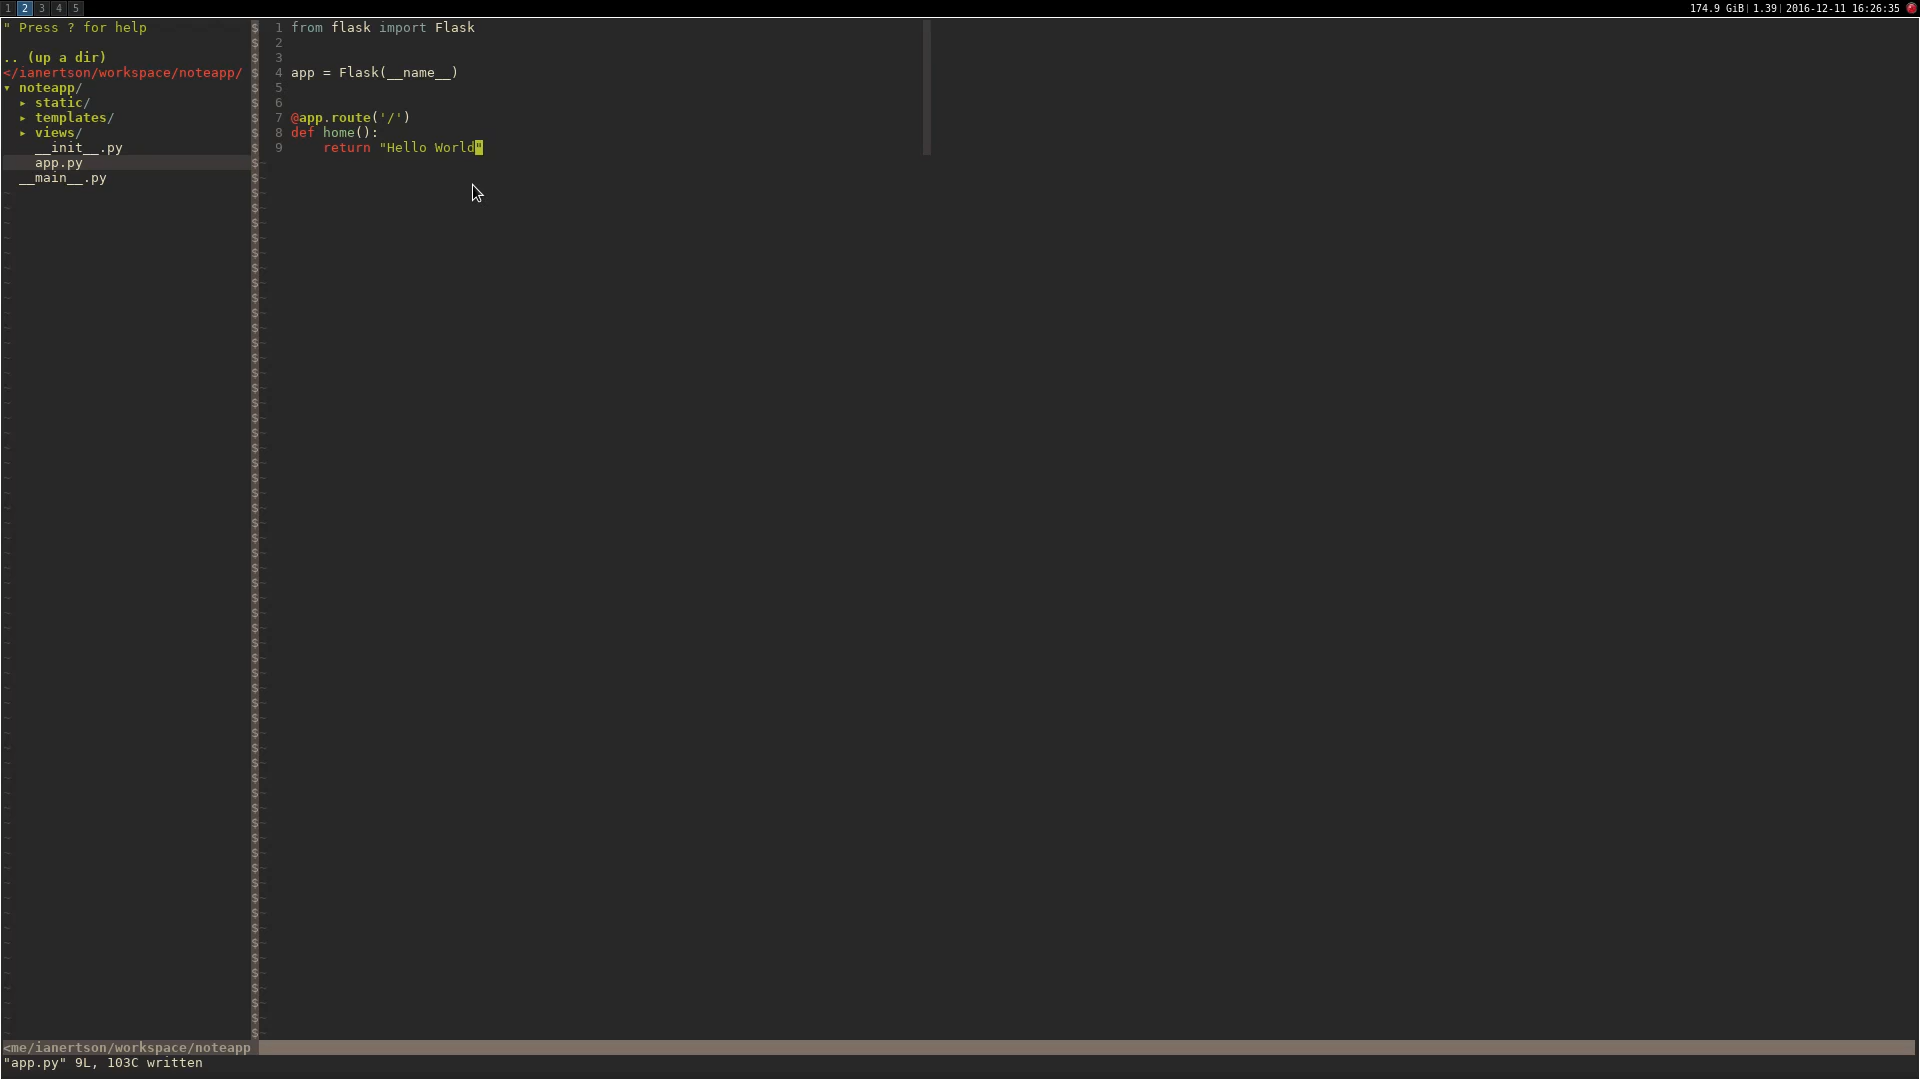 1 2 3 4 5 174.9 GiB| 1.39| 2016-12-11 16:26:35
" Press ? for help
.. (up a dir)
</ianertson/workspace/noteapp/
▾ noteapp/
▸ static/
▸ templates/
▸ views/
__init__.py
app.py
__main__.py
1 from flask import Flask
2
3
4 app = Flask(__name__)
5
6
7 @app.route('/')
8 def home():
9     return "Hello World"
<me/ianertson/workspace/noteapp
"app.py" 9L, 103C written